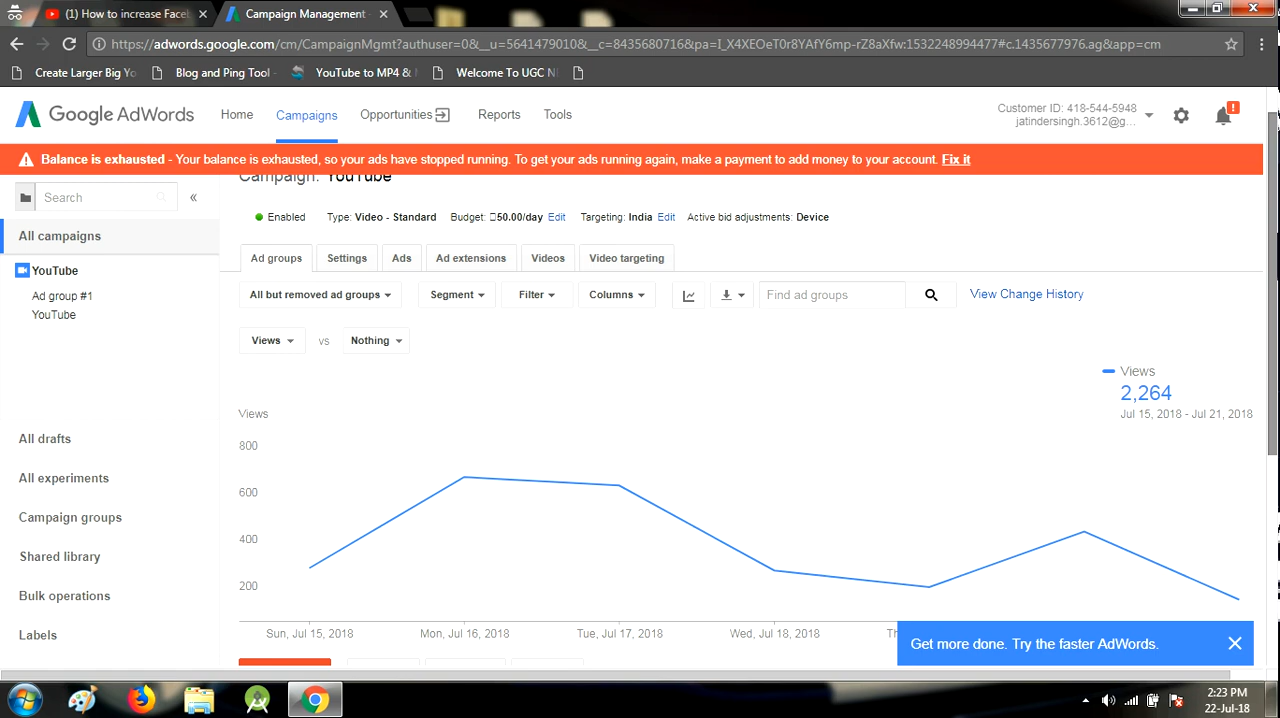 (1) How to increase Facel
Campaign Management
https://adwords.google.com/cm/CampaignMgmt?authuser=0&__u=5641479010&__c=8435680716&pa=I_X4XEOeT0r8YAfY6mp-rZ8aXfw:1532248994477#c.1435677976.ag&app=cm
Create Larger Big Yo
Blog and Ping Tool
YouTube to MP4 &
Welcome To UGC
Google AdWords
Home
Campaigns
Opportunities
Reports
Tools
Customer ID: 418-544-5948
jatindersingh.3612@g...
Balance is exhausted - Your balance is exhausted, so your ads have stopped running. To get your ads running again, make a payment to add money to your account. Fix it
Search
«
Campaign: YouTube
Enabled Type: Video - Standard Budget: 50.00/day Edit Targeting: India Edit Active bid adjustments: Device
All campaigns
YouTube
Ad group #1
YouTube
All drafts
All experiments
Campaign groups
Shared library
Bulk operations
Labels
Ad groups
Settings
Ads
Ad extensions
Videos
Video targeting
All but removed ad groups
Segment
Filter
Columns
Find ad groups
View Change History
Views vs Nothing
Views
2,264
Jul 15, 2018 - Jul 21, 2018
Views
800
600
400
200
Sun, Jul 15, 2018
Mon, Jul 16, 2018
Tue, Jul 17, 2018
Wed, Jul 18, 2018
Get more done. Try the faster AdWords.
2:23 PM
22-Jul-18